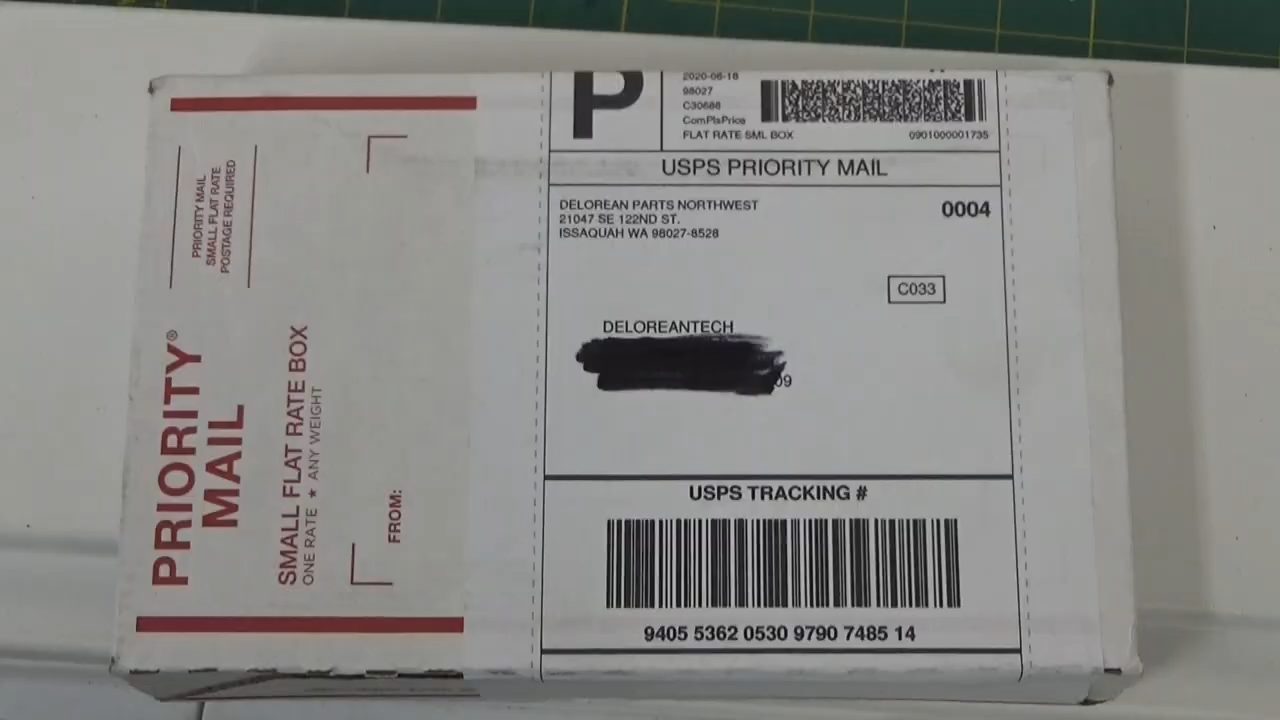 PRIORITY MAIL
SMALL FLAT RATE
POSTAGE REQUIRED
PRIORITY®
MAIL
SMALL FLAT RATE BOX
ONE RATE ★ ANY WEIGHT
FROM:
P
2020-06-18
98027
C30688
ComPlsPrice
FLAT RATE SML BOX
0901000001735
USPS PRIORITY MAIL
DELOREAN PARTS NORTHWEST
21047 SE 122ND ST.
ISSAQUAH WA 98027-8528
0004
C033
DELOREANTECH
09
USPS TRACKING #
9405 5362 0530 9790 7485 14